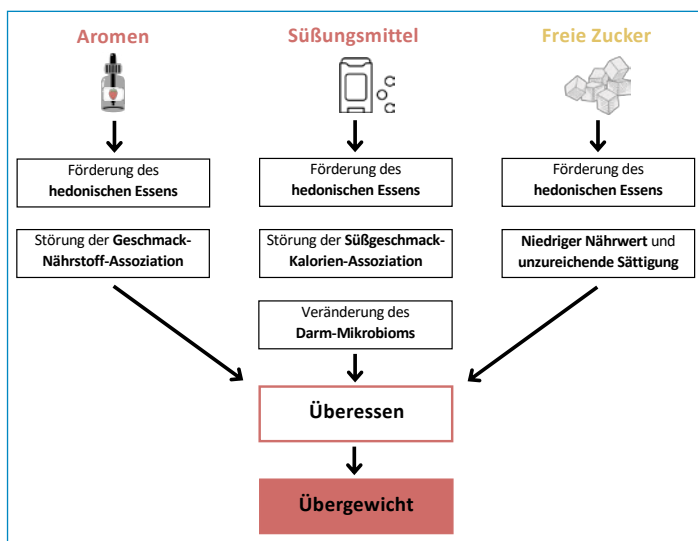 Aromen
Süßungsmittel
Freie Zucker
Förderung des
hedonischen Essens
Förderung des
hedonischen Essens
Förderung des
hedonischen Essens
Störung der Geschmack-
Nährstoff-Assoziation
Störung der Süßgeschmack-
Kalorien-Assoziation
Niedriger Nährwert und
unzureichende Sättigung
Veränderung des
Darm-Mikrobioms
Überessen
Übergewicht